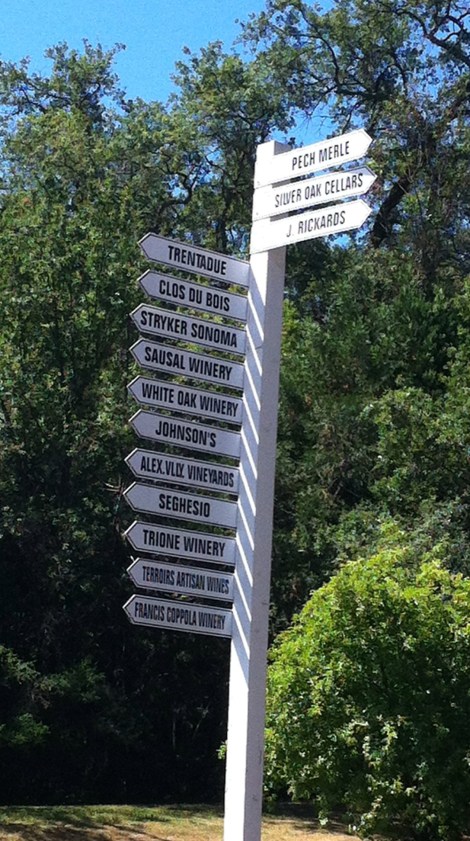 PECH MERLE
SILVER OAK CELLARS
J. RICKARDS
TRENTADUE
CLOS DU BOIS
STRYKER SONOMA
SAUSAL WINERY
WHITE OAK WINERY
JOHNSON'S
ALEX.VLLY. VINEYARDS
SEGHESIO
TRIONE WINERY
TERROIRS ARTISAN WINES
FRANCIS COPPOLA WINERY